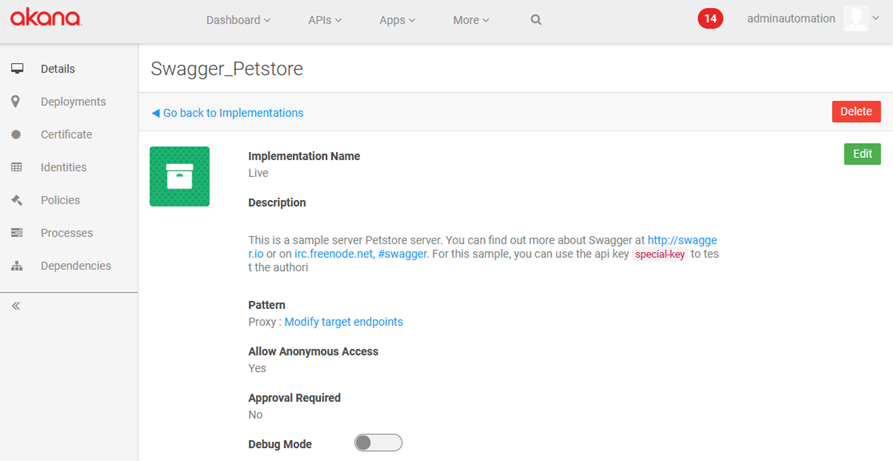 akana
Dashboard APIs Apps More 14 adminautomation
Details
Deployments
Certificate
Identities
Policies
Processes
Dependencies
Swagger_Petstore
Go back to Implementations Delete
Implementation Name Edit
Live
Description
This is a sample server Petstore server. You can find out more about Swagger at http://swagge
r.io or on irc.freenode.net, #swagger. For this sample, you can use the api key special-key to tes
t the authori
Pattern
Proxy : Modify target endpoints
Allow Anonymous Access
Yes
Approval Required
No
Debug Mode